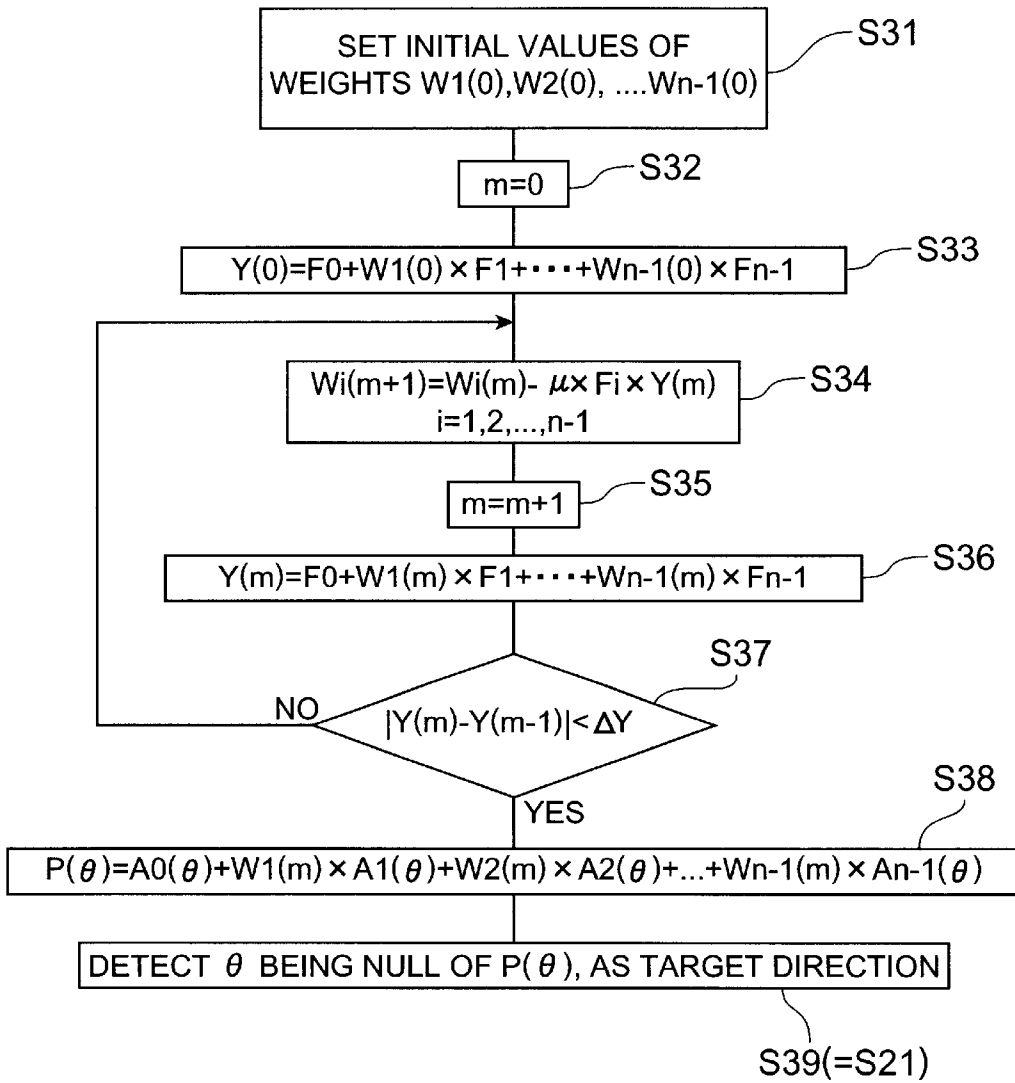 SET INITIAL VALUES OF
WEIGHTS W1(0),W2(0), ....Wn-1(0)
S31
m=0
S32
Y(0)=F0+W1(0)×F1+･･･+Wn-1(0)×Fn-1
S33
Wi(m+1)=Wi(m)- μ×Fi×Y(m)
i=1,2,...,n-1
S34
m=m+1
S35
Y(m)=F0+W1(m)×F1+･･･+Wn-1(m)×Fn-1
S36
|Y(m)-Y(m-1)|<ΔY
S37
NO
YES
P(θ)=A0(θ)+W1(m)×A1(θ)+W2(m)×A2(θ)+...+Wn-1(m)×An-1(θ)
S38
DETECT θ BEING NULL OF P(θ), AS TARGET DIRECTION
S39(=S21)